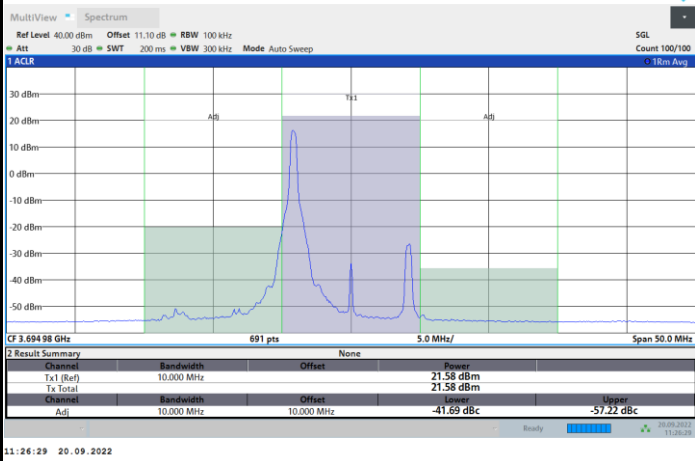 MultiView Spectrum
Ref Level 40.00 dBm Offset 11.10 dB RBW 100 kHz SGL
Att 30 dB SWT 200 ms VBW 300 kHz Mode Auto Sweep Count 100/100
1 ACLR 1Rm Avg
Tx1
30 dBm
Adj Adj
20 dBm
10 dBm
0 dBm
-10 dBm
-20 dBm
-30 dBm
-40 dBm
-50 dBm
CF 3.694 98 GHz 691 pts 5.0 MHz/ Span 50.0 MHz
2 Result Summary None
Channel Bandwidth Offset Power
Tx1 (Ref) 10.000 MHz 21.58 dBm
Tx Total 21.58 dBm
Channel Bandwidth Offset Lower Upper
Adj 10.000 MHz 10.000 MHz -41.69 dBc -57.22 dBc
Ready 20.09.2022
11:26:29
11:26:29 20.09.2022